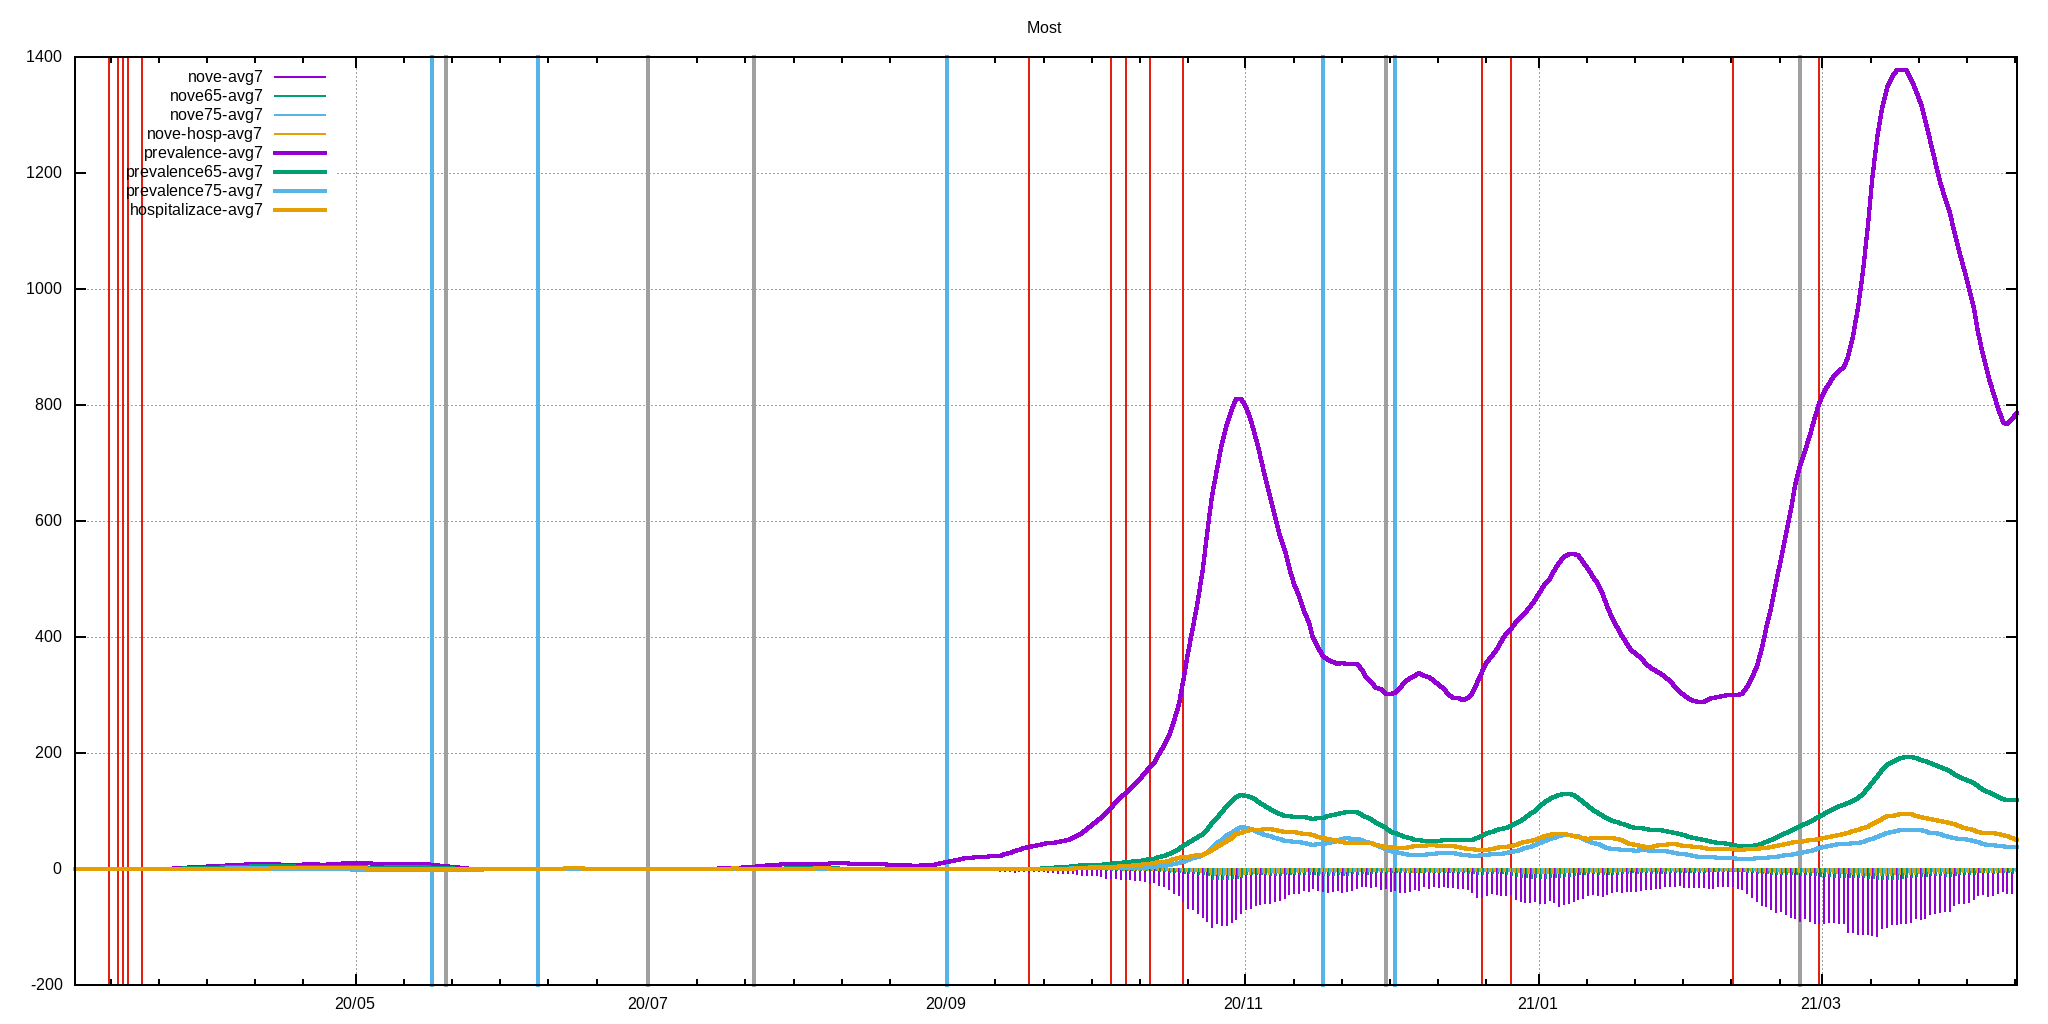 Most
1400
1200
1000
800
600
400
200
0
-200
nove-avg7
nove65-avg7
nove75-avg7
nove-hosp-avg7
prevalence-avg7
prevalence65-avg7
prevalence75-avg7
hospitalizace-avg7
20/05 20/07 20/09 20/11 21/01 21/03